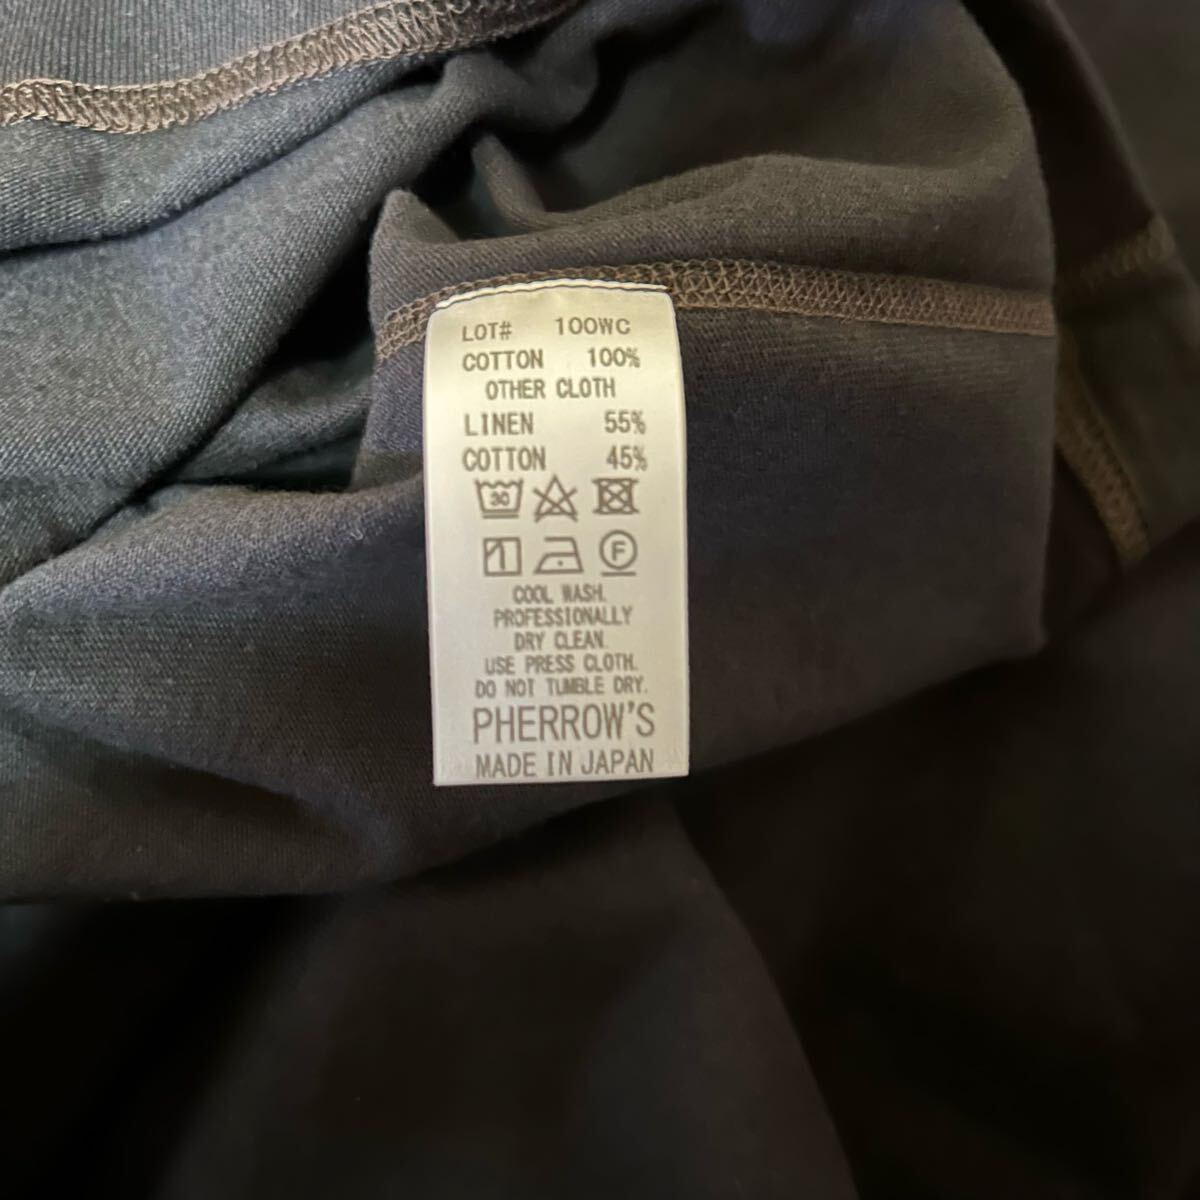 LOT# 100WC
COTTON 100%
OTHER CLOTH
LINEN 55%
COTTON 45%
30
F
COOL WASH.
PROFESSIONALLY
DRY CLEAN.
USE PRESS CLOTH.
DO NOT TUMBLE DRY.
PHERROW'S
MADE IN JAPAN